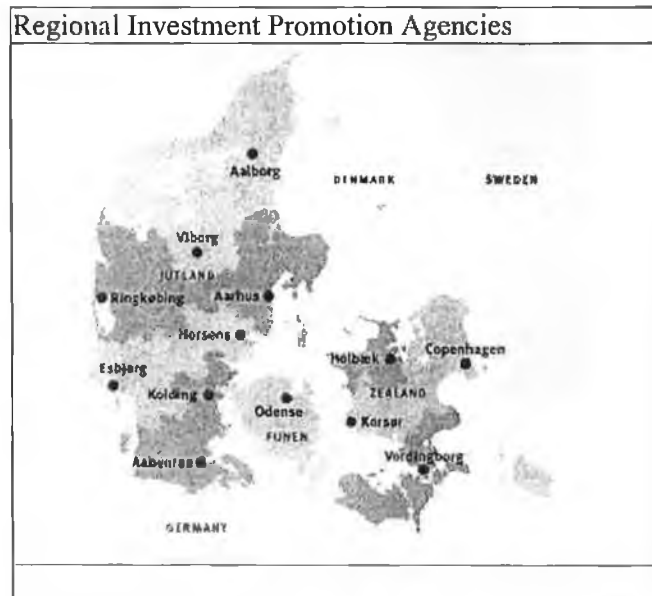 Regional Investment Promotion Agencies
Aalborg
DENMARK
SWEDEN
Viborg
JUTLAND
Ringkøbing
Aarhus
Horsens
Holbæk
Copenhagen
Esbjerg
Kolding
ZEALAND
Odense
Korsør
FUNEN
Vordingborg
Aabenraa
GERMANY